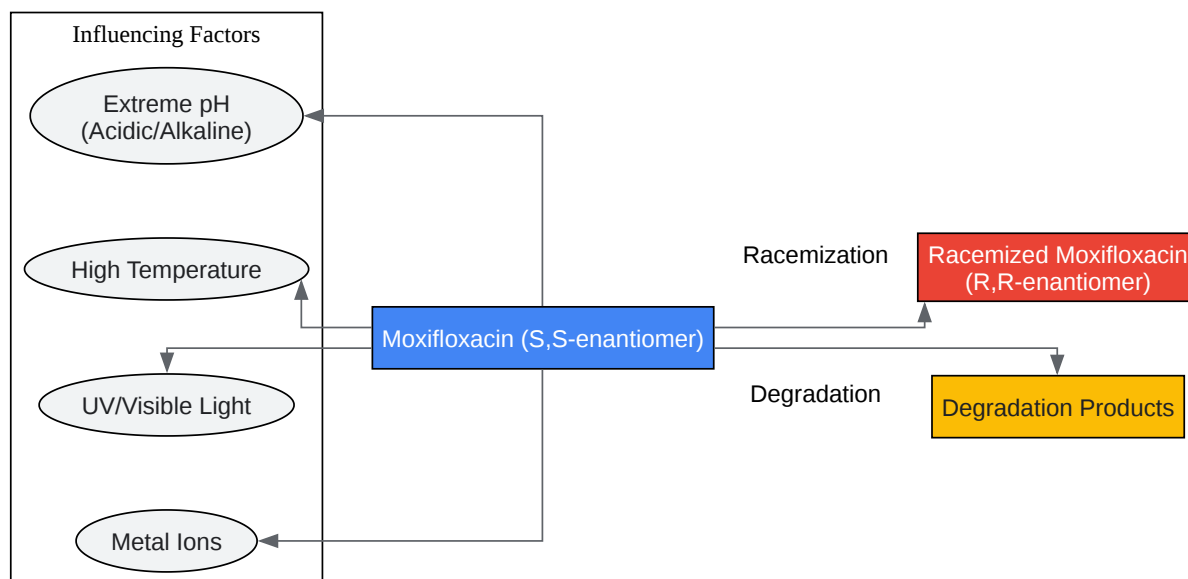 Influencing Factors
Extreme pH
(Acidic/Alkaline)
High Temperature
UV/Visible Light
Metal Ions
Moxifloxacin (S,S-enantiomer)
Racemization
Degradation
Racemized Moxifloxacin
(R,R-enantiomer)
Degradation Products